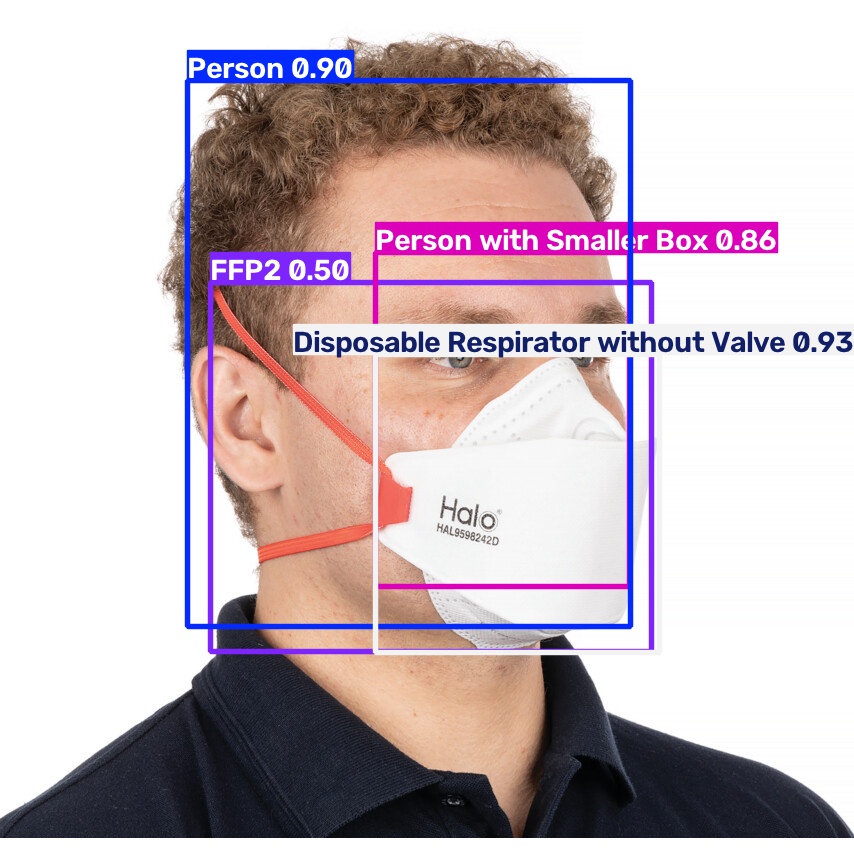 Person 0.90
Person with Smaller Box 0.86
FFP2 0.50
Disposable Respirator without Valve 0.93
Halo
HAL9598242D